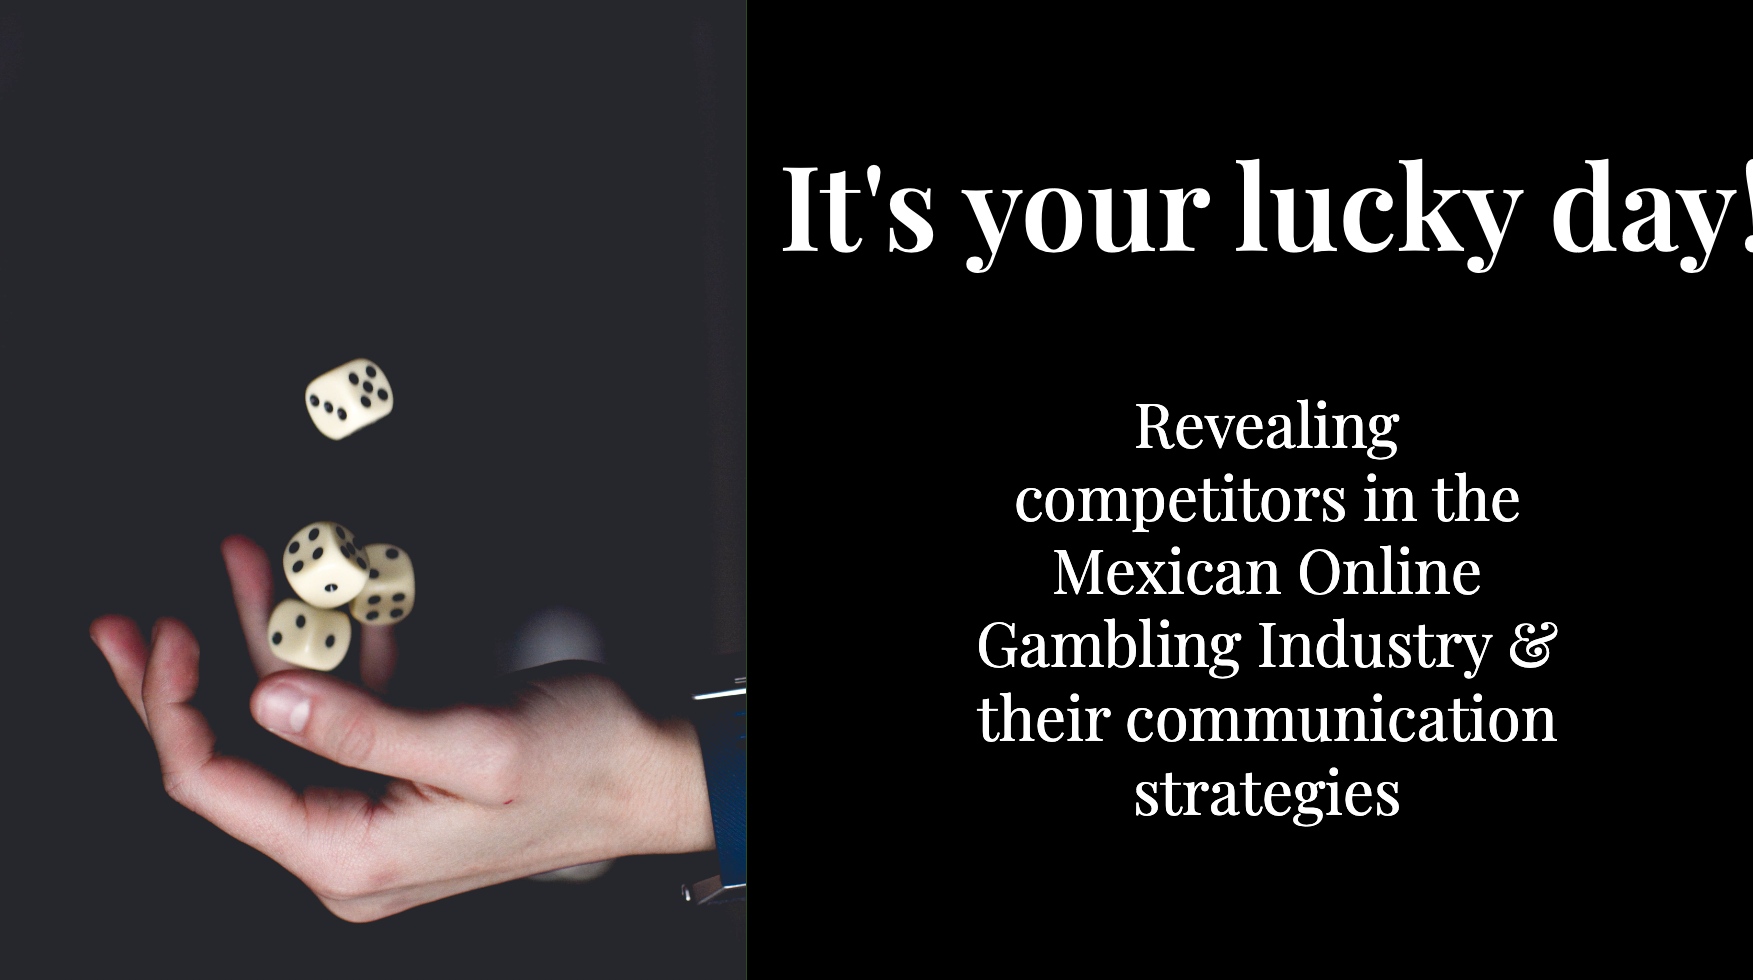 It's your lucky day!
Revealing
competitors in the
Mexican Online
Gambling Industry &
their communication
strategies